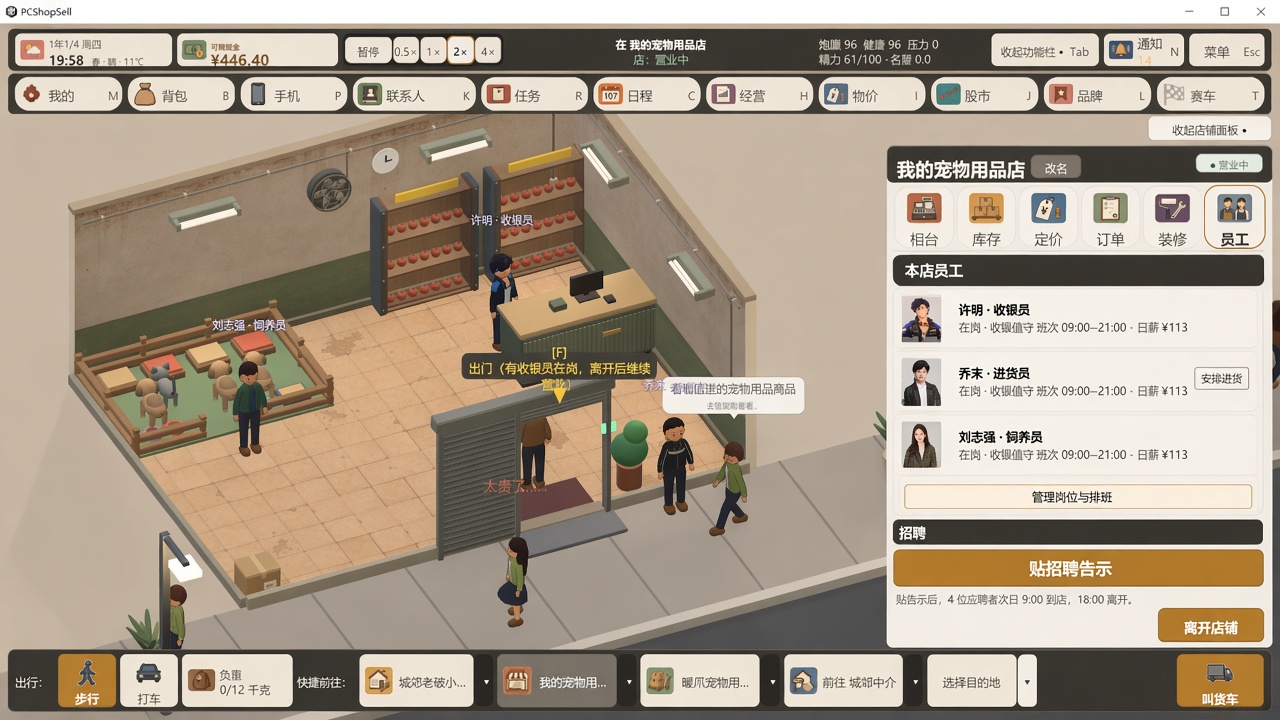 PCShopSell
1年1/4 周四
19:58 春·晴·11℃
¥446.40
暂停
0.5×
1×
2×
4×
在 我的宠物用品店
店：营业中
炮嚧 96 健康 96 压力 0
精力 61/100·名罾 0.0
收起功能栏·Tab
通知
14
N
菜单 Esc
我的 M
背包 B
手机 P
联系人 K
任务 R
日程 C
107
经营 H
物价 I
股市 J
品牌 L
赛车 T
收起店铺面板 •
我的宠物用品店
改名
• 营业中
柤台
库存
定价
订单
装修
员工
本店员工
许明·收银员
在岗·收银值守 班次 09:00–21:00·日薪 ¥113
乔末·进货员
在岗·收银值守 班次 09:00–21:00·日薪 ¥113
安排进货
刘志强·饲养员
在岗·收银值守 班次 09:00–21:00·日薪 ¥113
管理岗位与排班
招聘
贴招聘告示
贴告示后，4 位应聘者次日 9:00 到店，18:00 离开。
离开店铺
许明·收银员
刘志强·饲养员
[F]
出门（有收银员在岗，离开后继续
的宠物用品商品
太贵了……
出行：
步行
打车
负重
0/12 千克
快捷前往：
城郊老破小...
我的宠物用...
暖爪宠物用...
前往 城郊中介
选择目的地
叫货车